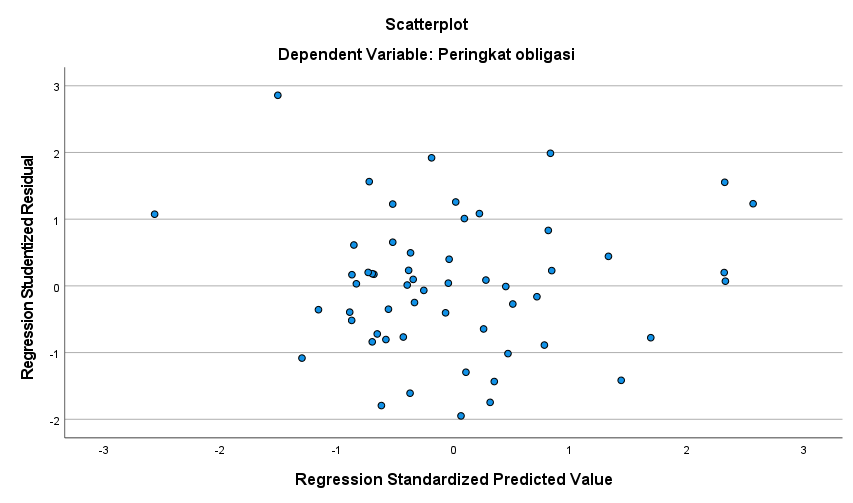 Scatterplot
Dependent Variable: Peringkat obligasi
Regression Studentized Residual
3
2
1
0
-1
-2
-3 -2 -1 0 1 2 3
Regression Standardized Predicted Value